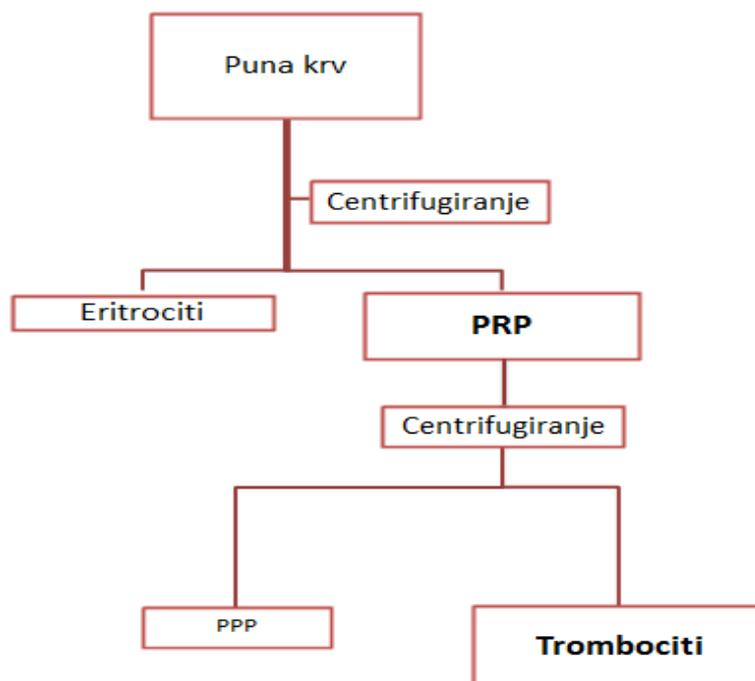 Puna krv
Centrifugiranje
Eritrociti
PRP
Centrifugiranje
PPP
Trombociti